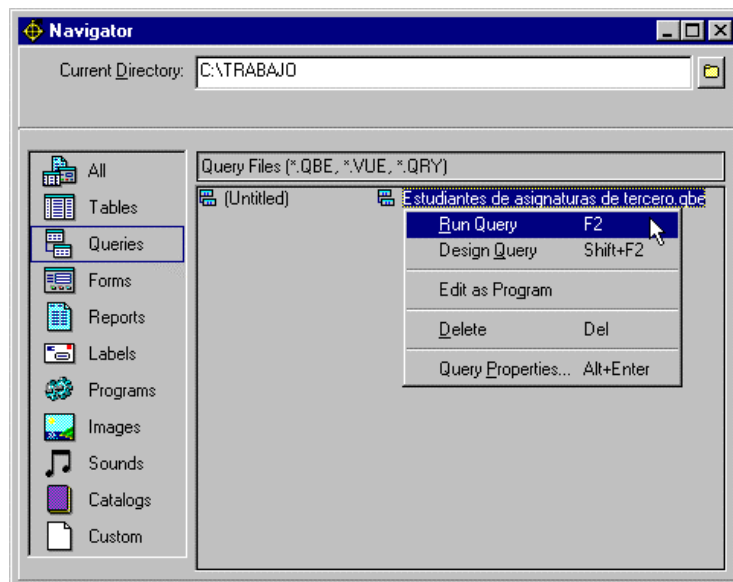 Navigator
Current Directory: C:\TRABAJO
Query Files (*.QBE, *.VUE, *.QRY)
All
Tables
Queries
Forms
Reports
Labels
Programs
Images
Sounds
Catalogs
Custom
(Untitled) Estudiantes de asignaturas de tercero.qbe
Run Query F2
Design Query Shift+F2
Edit as Program
Delete Del
Query Properties... Alt+Enter